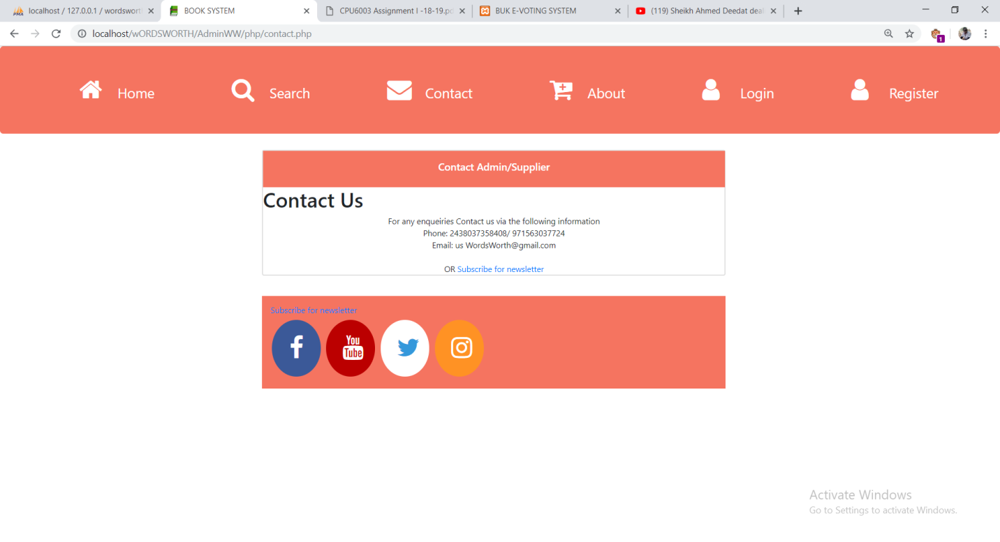 localhost / 127.0.0.1 / wordswort
BOOK SYSTEM
CPU6003 Assignment I -18-19.pd
BUK E-VOTING SYSTEM
(119) Sheikh Ahmed Deedat deal
localhost/wORDSWORTH/AdminWW/php/contact.php
1
Home
Search
Contact
About
Login
Register
Contact Admin/Supplier
Contact Us
For any enqueiries Contact us via the following information
Phone: 2438037358408/ 971563037724
Email: us WordsWorth@gmail.com
OR Subscribe for newsletter
Subscribe for newsletter
You
Tube
Activate Windows
Go to Settings to activate Windows.